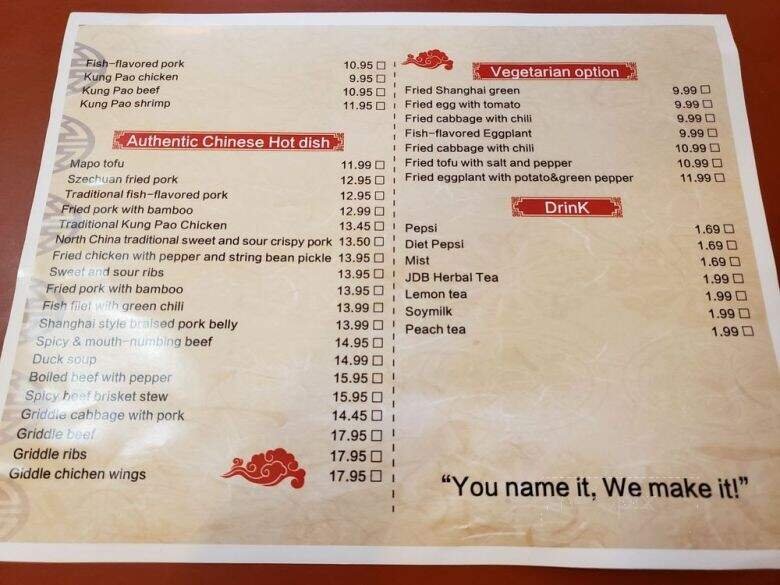 Fish-flavored pork 10.95
Kung Pao chicken 9.95
Kung Pao beef 10.95
Kung Pao shrimp 11.95
Authentic Chinese Hot dish
Mapo tofu 11.99
Szechuan fried pork 12.95
Traditional fish-flavored pork 12.95
Fried pork with bamboo 12.99
Traditional Kung Pao Chicken 13.45
North China traditional sweet and sour crispy pork 13.50
Fried chicken with pepper and string bean pickle 13.95
Sweet and sour ribs 13.95
Fried pork with bamboo 13.95
Fish filet with green chili 13.99
Shanghai style braised pork belly 13.99
Spicy & mouth-numbing beef 14.95
Duck soup 14.99
Boiled beef with pepper 15.95
Spicy beef brisket stew 15.95
Griddle cabbage with pork 14.45
Griddle beef 17.95
Griddle ribs 17.95
Giddle chichen wings 17.95
Vegetarian option
Fried Shanghai green 9.99
Fried egg with tomato 9.99
Fried cabbage with chili 9.99
Fish-flavored Eggplant 9.99
Fried cabbage with chili 10.99
Fried tofu with salt and pepper 10.99
Fried eggplant with potato&green pepper 11.99
DrinK
Pepsi 1.69
Diet Pepsi 1.69
Mist 1.69
JDB Herbal Tea 1.99
Lemon tea 1.99
Soymilk 1.99
Peach tea 1.99
“You name it, We make it!”